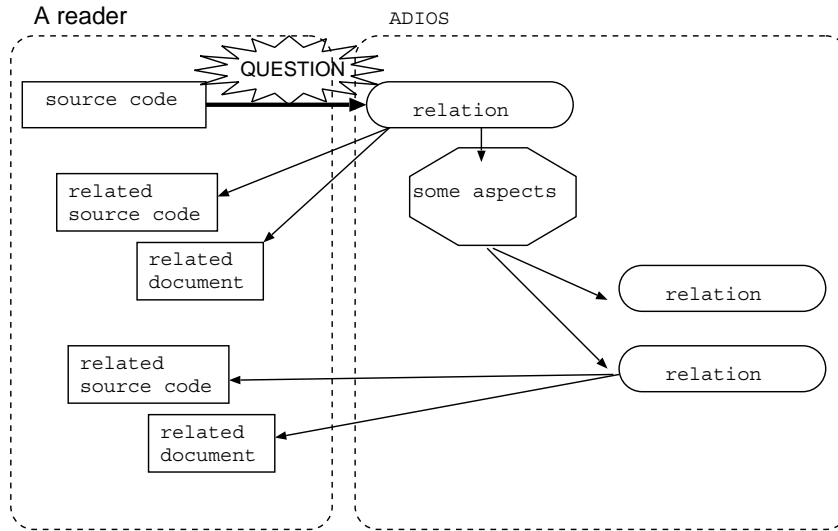 A reader
ADIOS
QUESTION
source code
relation
some aspects
related
source code
related
document
relation
related
source code
relation
related
document